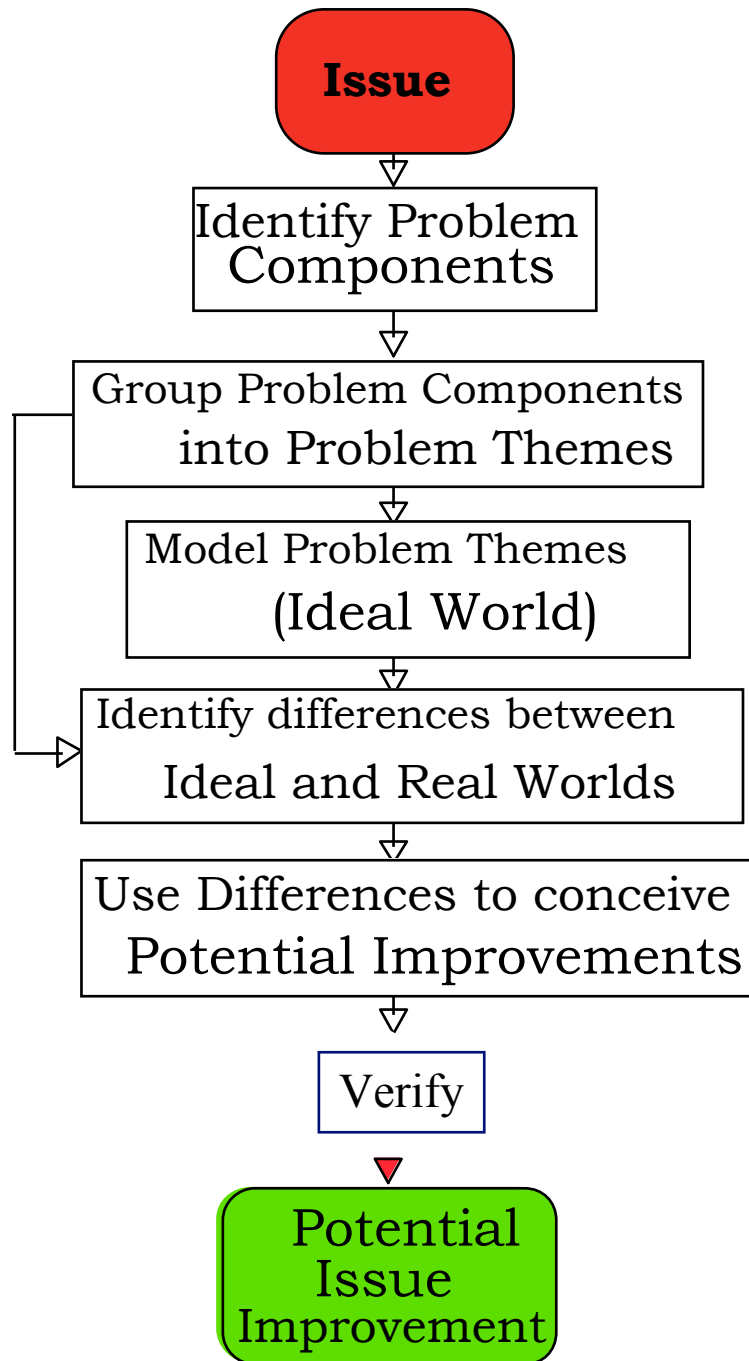 Issue
Identify Problem
Components
Group Problem Components
into Problem Themes
Model Problem Themes
(Ideal World)
Identify differences between
Ideal and Real Worlds
Use Differences to conceive
Potential Improvements
Verify
Potential
Issue
Improvement